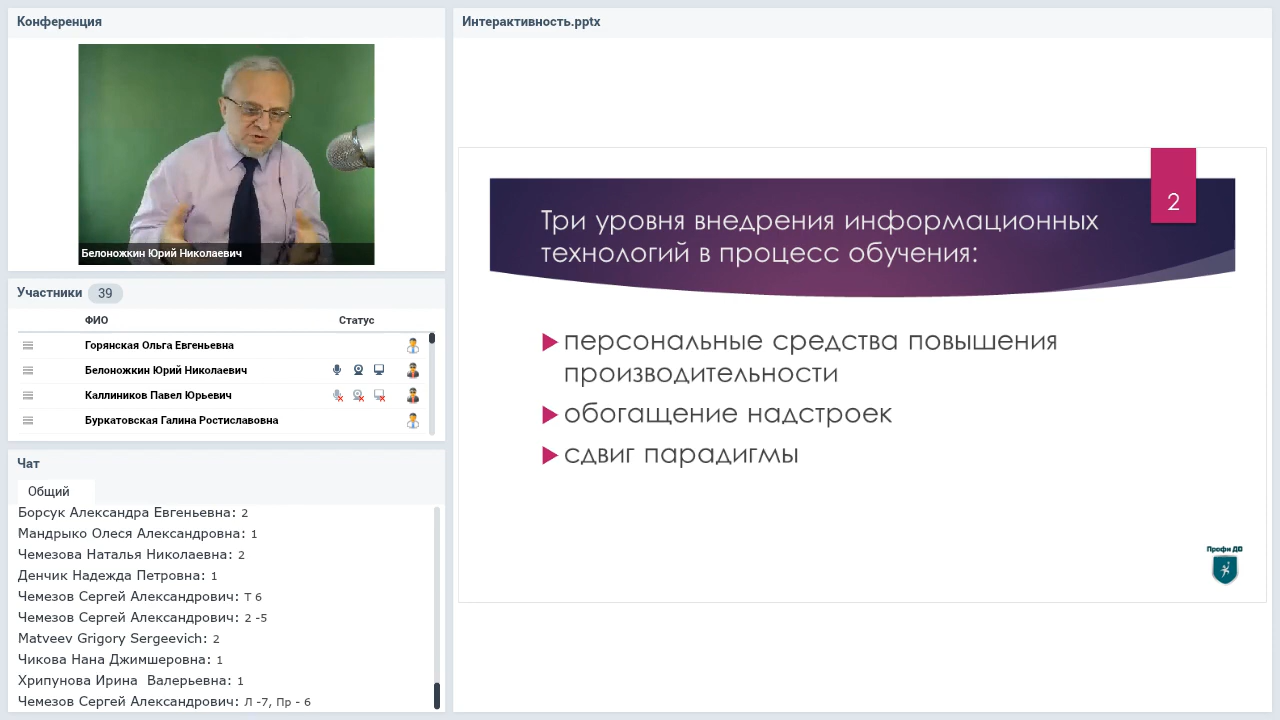 Конференция
Белоножкин Юрий Николаевич
Участники 39
ФИО Статус
Горянская Ольга Евгеньевна
Белоножкин Юрий Николаевич
Каллиников Павел Юрьевич
Буркатовская Галина Ростиславовна
Чат
Общий
Борсук Александра Евгеньевна: 2
Мандрыко Олеся Александровна: 1
Чемезова Наталья Николаевна: 2
Денчик Надежда Петровна: 1
Чемезов Сергей Александрович: Т 6
Чемезов Сергей Александрович: 2 -5
Matveev Grigory Sergeevich: 2
Чикова Нана Джимшеровна: 1
Хрипунова Ирина  Валерьевна: 1
Чемезов Сергей Александрович: Л -7, Пр - 6
Интерактивность.pptx
2
Три уровня внедрения информационных
технологий в процесс обучения:
персональные средства повышения
производительности
обогащение надстроек
сдвиг парадигмы
Профи ДО